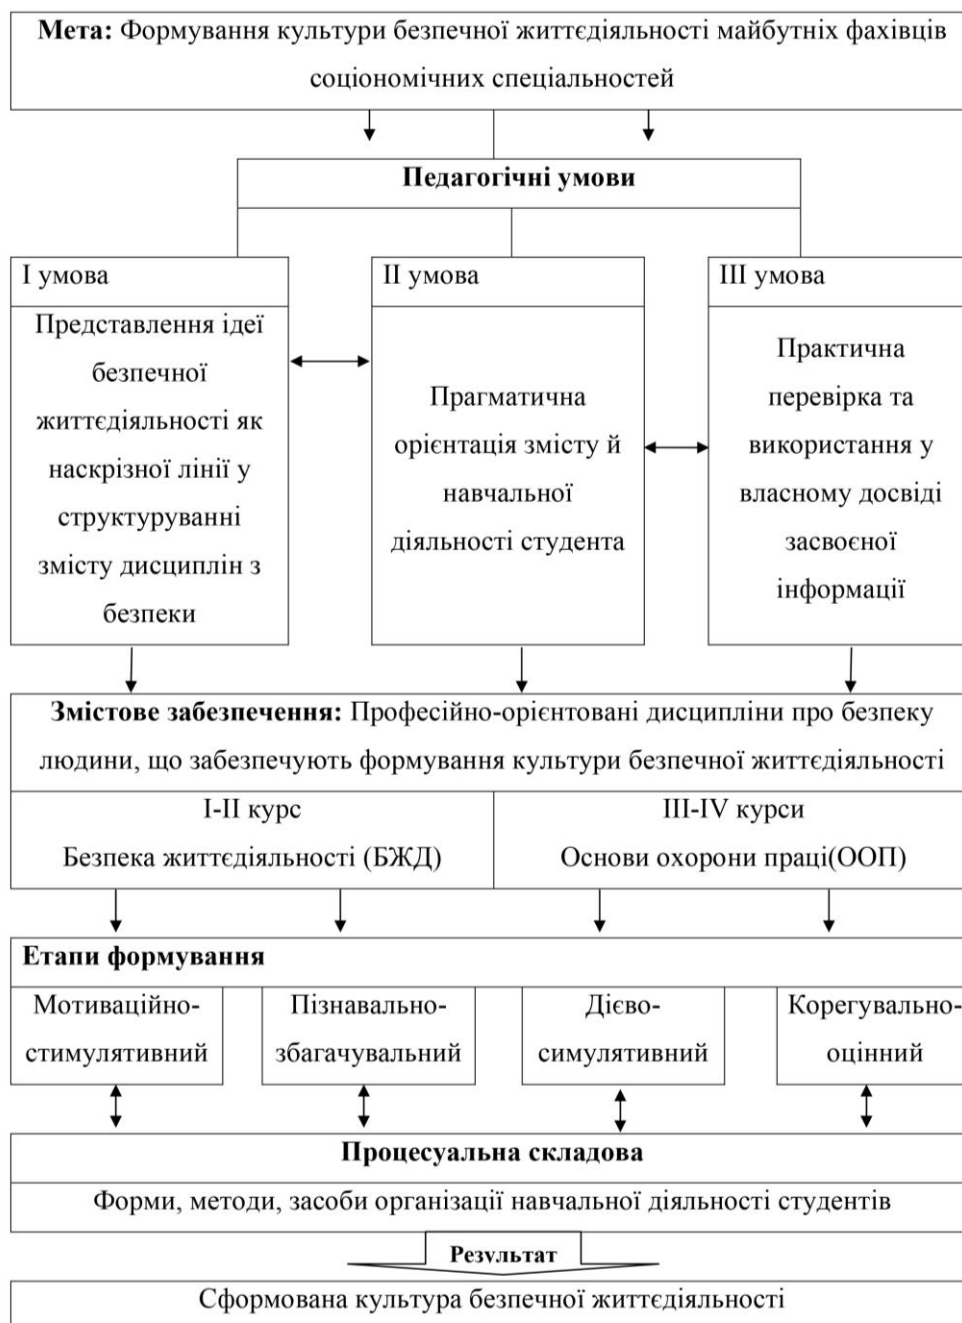 Мета: Формування культури безпечної життєдіяльності майбутніх фахівців
соціономічних спеціальностей
Педагогічні умови
І умова
Представлення ідеї
безпечної
життєдіяльності як
наскрізної лінії у
структуруванні
змісту дисциплін з
безпеки
ІІ умова
Прагматична
орієнтація змісту й
навчальної
діяльності студента
ІІІ умова
Практична
перевірка та
використання у
власному досвіді
засвоєної
інформації
Змістове забезпечення: Професійно-орієнтовані дисципліни про безпеку
людини, що забезпечують формування культури безпечної життєдіяльності
І-ІІ курс
Безпека життєдіяльності (БЖД)
ІІІ-IV курси
Основи охорони праці(ООП)
Етапи формування
Мотиваційно-
стимулятивний
Пізнавально-
збагачувальний
Дієво-
симулятивний
Корегувально-
оцінний
Процесуальна складова
Форми, методи, засоби організації навчальної діяльності студентів
Результат
Сформована культура безпечної життєдіяльності